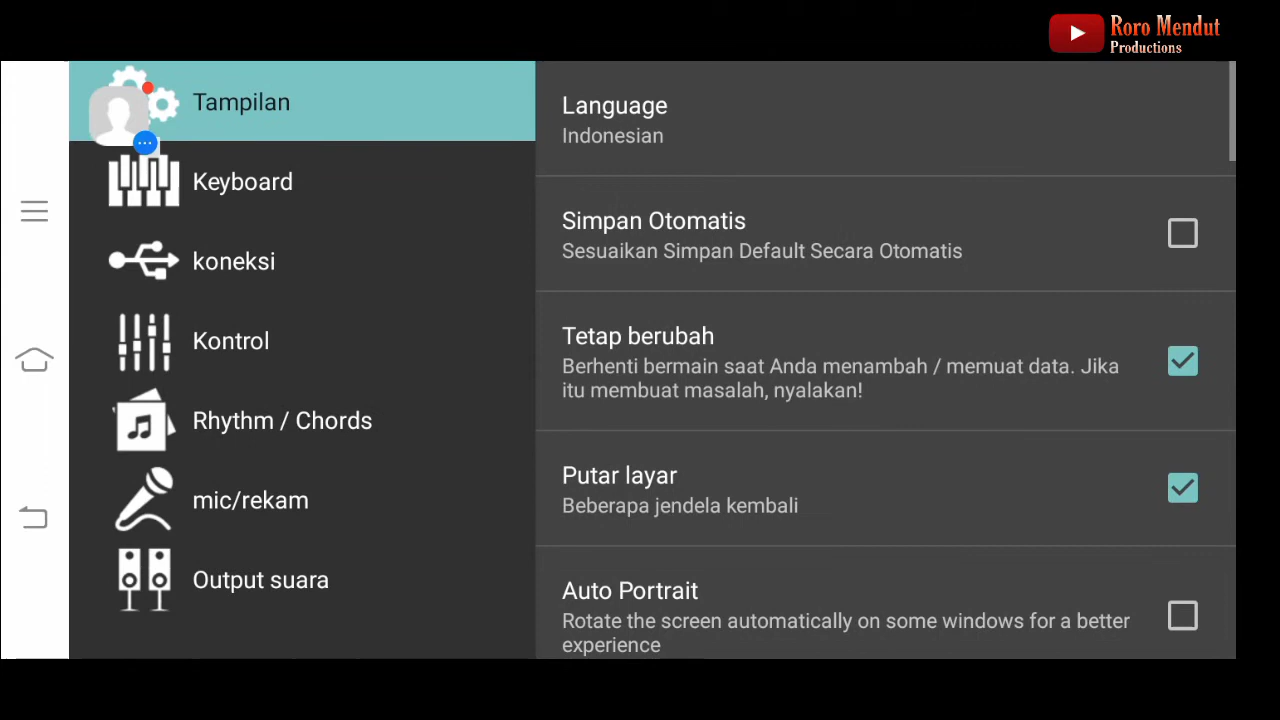 Roro Mendut
Productions
Tampilan
Keyboard
koneksi
Kontrol
Rhythm / Chords
mic/rekam
Output suara
Language
Indonesian
Simpan Otomatis
Sesuaikan Simpan Default Secara Otomatis
Tetap berubah
Berhenti bermain saat Anda menambah / memuat data. Jika
itu membuat masalah, nyalakan!
Putar layar
Beberapa jendela kembali
Auto Portrait
Rotate the screen automatically on some windows for a better
experience